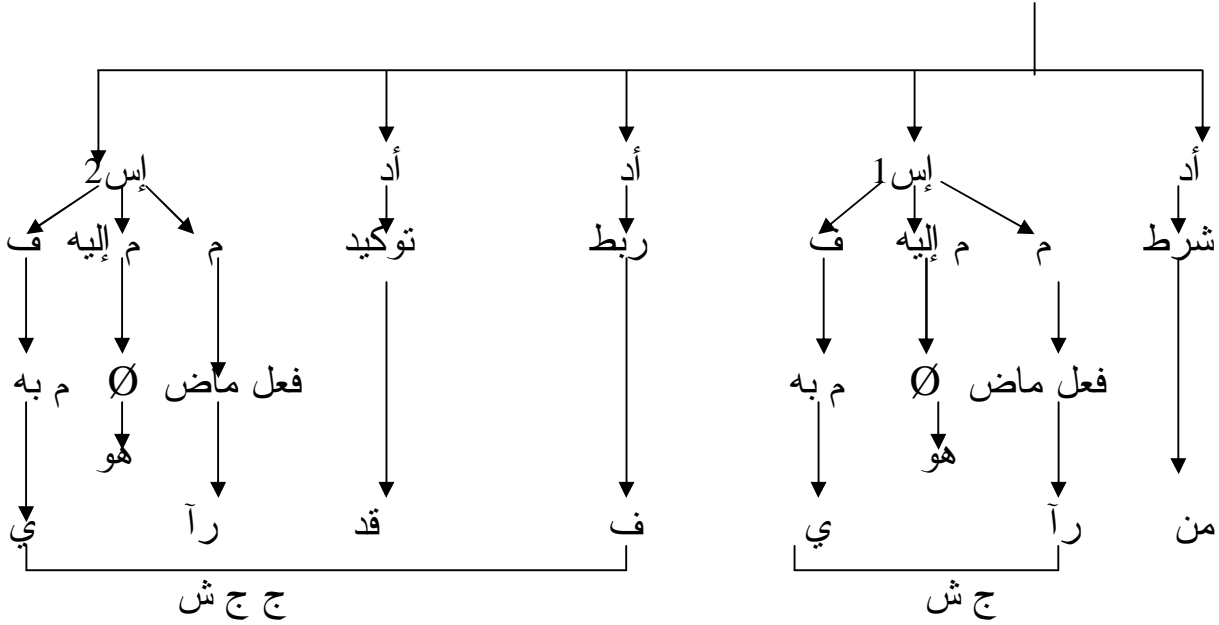 أد إس1 أد أد إس2
شرط م م إليه ف ربط توكيد م م إليه ف
فعل ماض Ø م به فعل ماض Ø م به
هو هو
من رآ ي ف قد رآ ي
ج ش ج ج ش